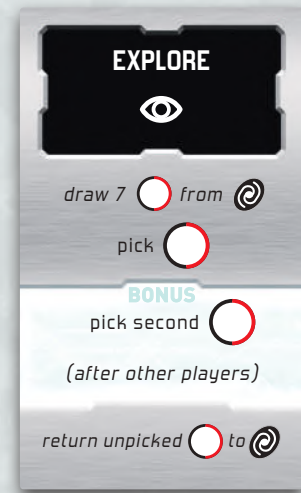 EXPLORE
draw 7 from
pick
BONUS
pick second
(after other players)
return unpicked to